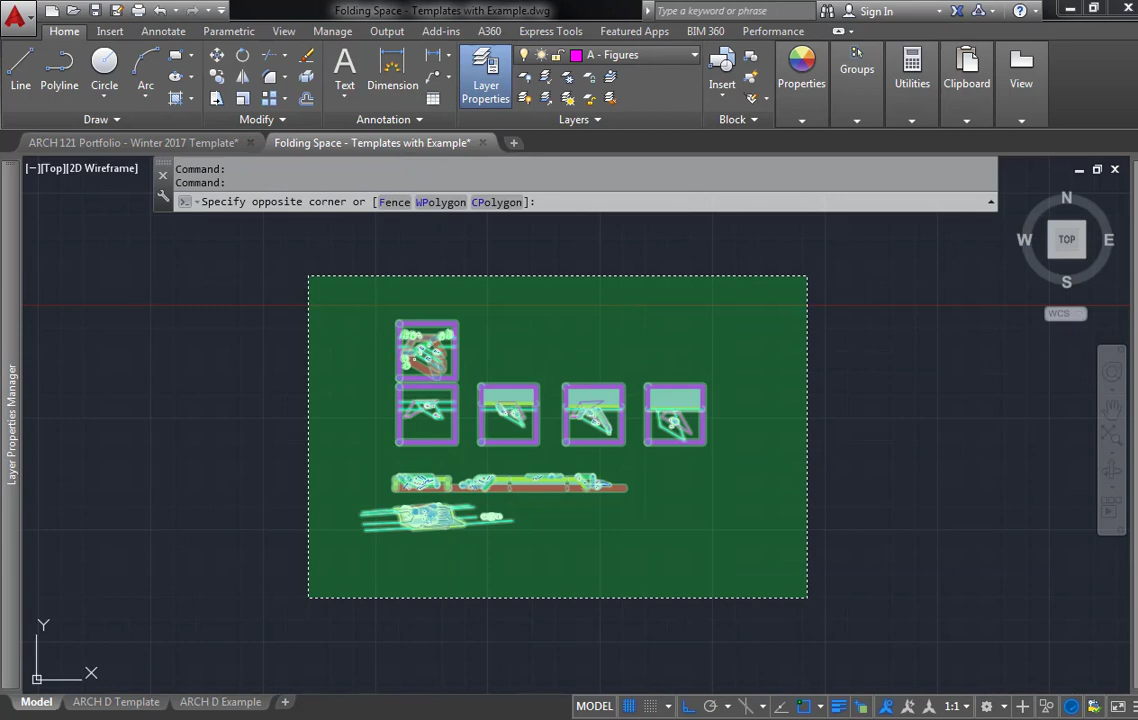 Folding Space - Templates with Example.dwg
Type a keyword or phrase
Sign In
Home Insert Annotate Parametric View Manage Output Add-ins A360 Express Tools Featured Apps BIM 360 Performance
A - Figures
Line Polyline Circle Arc
Text Dimension
Layer Properties
Insert
Properties
Groups
Utilities
Clipboard
View
Draw Modify Annotation Layers Block
ARCH 121 Portfolio - Winter 2017 Template*
Folding Space - Templates with Example*
[−][Top][2D Wireframe]
Command:
Command:
Specify opposite corner or [Fence WPolygon CPolygon]:
N
W TOP E
S
WCS
Layer Properties Manager
Y
X
Model ARCH D Template ARCH D Example
MODEL
1:1